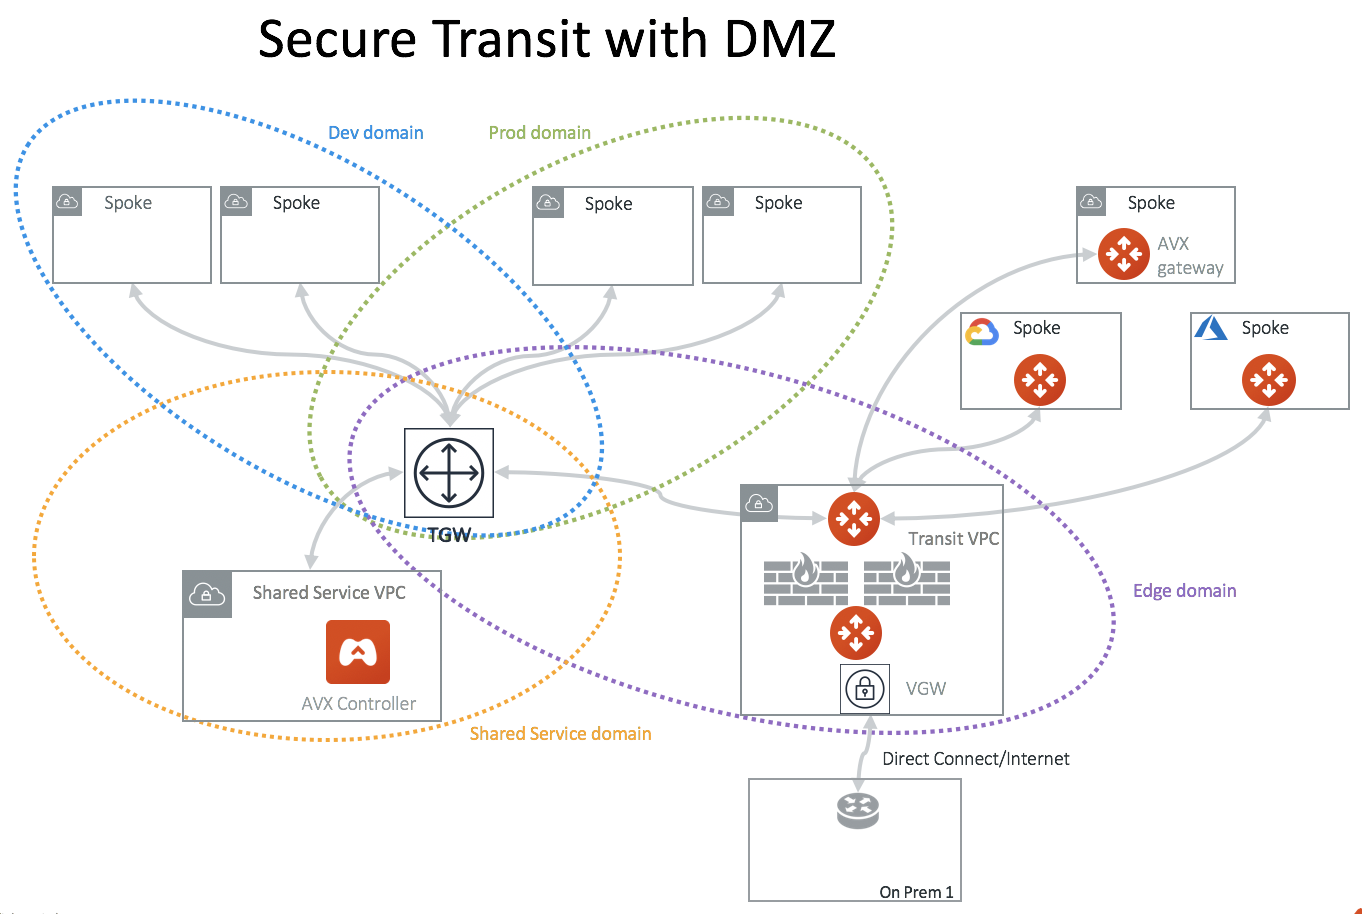 Secure Transit with DMZ
Dev domain
Prod domain
Spoke
Spoke
Spoke
Spoke
Spoke
AVX
gateway
Spoke
Spoke
TGW
Transit VPC
Shared Service VPC
Edge domain
VGW
AVX Controller
Shared Service domain
Direct Connect/Internet
On Prem 1